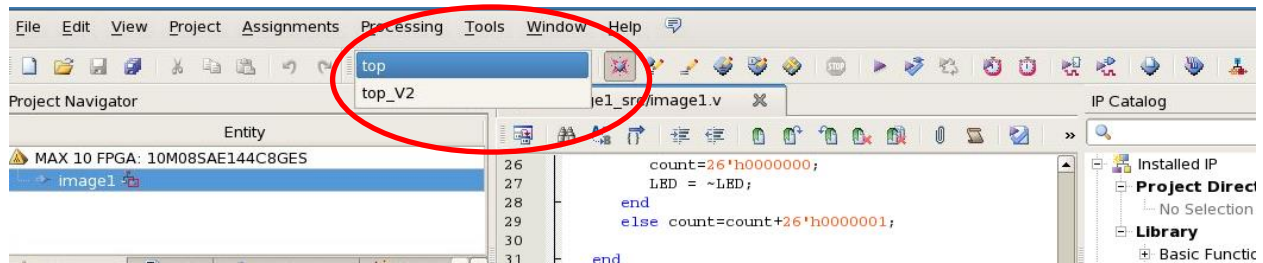 File Edit View Project Assignments Processing Tools Window Help
top
top_V2
Project Navigator
Entity
MAX 10 FPGA: 10M08SAE144C8GES
image1
ge1_src/image1.v
26 count=26'h0000000;
27 LED = ~LED;
28 end
29 else count=count+26'h0000001;
30
31 end
IP Catalog
Installed IP
Project Direct
No Selection
Library
Basic Functio